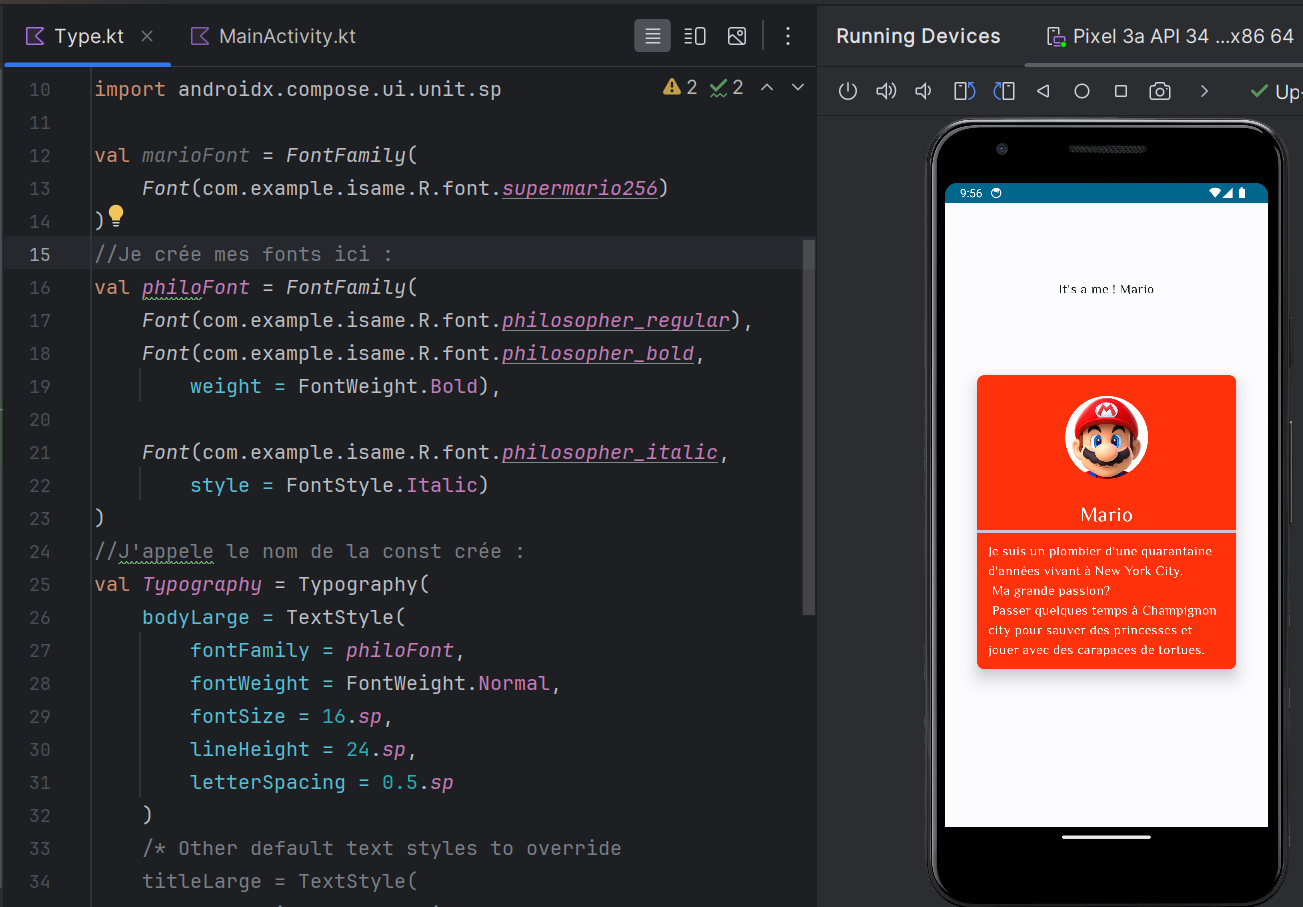 Type.kt
MainActivity.kt
2
2
10 import androidx.compose.ui.unit.sp
11
12 val marioFont = FontFamily(
13 Font(com.example.isame.R.font.supermario256)
14 )
15 //Je crée mes fonts ici :
16 val philoFont = FontFamily(
17 Font(com.example.isame.R.font.philosopher_regular),
18 Font(com.example.isame.R.font.philosopher_bold,
19 weight = FontWeight.Bold),
20
21 Font(com.example.isame.R.font.philosopher_italic,
22 style = FontStyle.Italic)
23 )
24 //J'appele le nom de la const crée :
25 val Typography = Typography(
26 bodyLarge = TextStyle(
27 fontFamily = philoFont,
28 fontWeight = FontWeight.Normal,
29 fontSize = 16.sp,
30 lineHeight = 24.sp,
31 letterSpacing = 0.5.sp
32 )
33 /* Other default text styles to override
34 titleLarge = TextStyle(
Running Devices
Pixel 3a API 34 ...x86 64
Up-
9:56
It's a me ! Mario
M
Mario
Je suis un plombier d'une quarantaine
d'années vivant à New York City.
Ma grande passion?
Passer quelques temps à Champignon
city pour sauver des princesses et
jouer avec des carapaces de tortues.